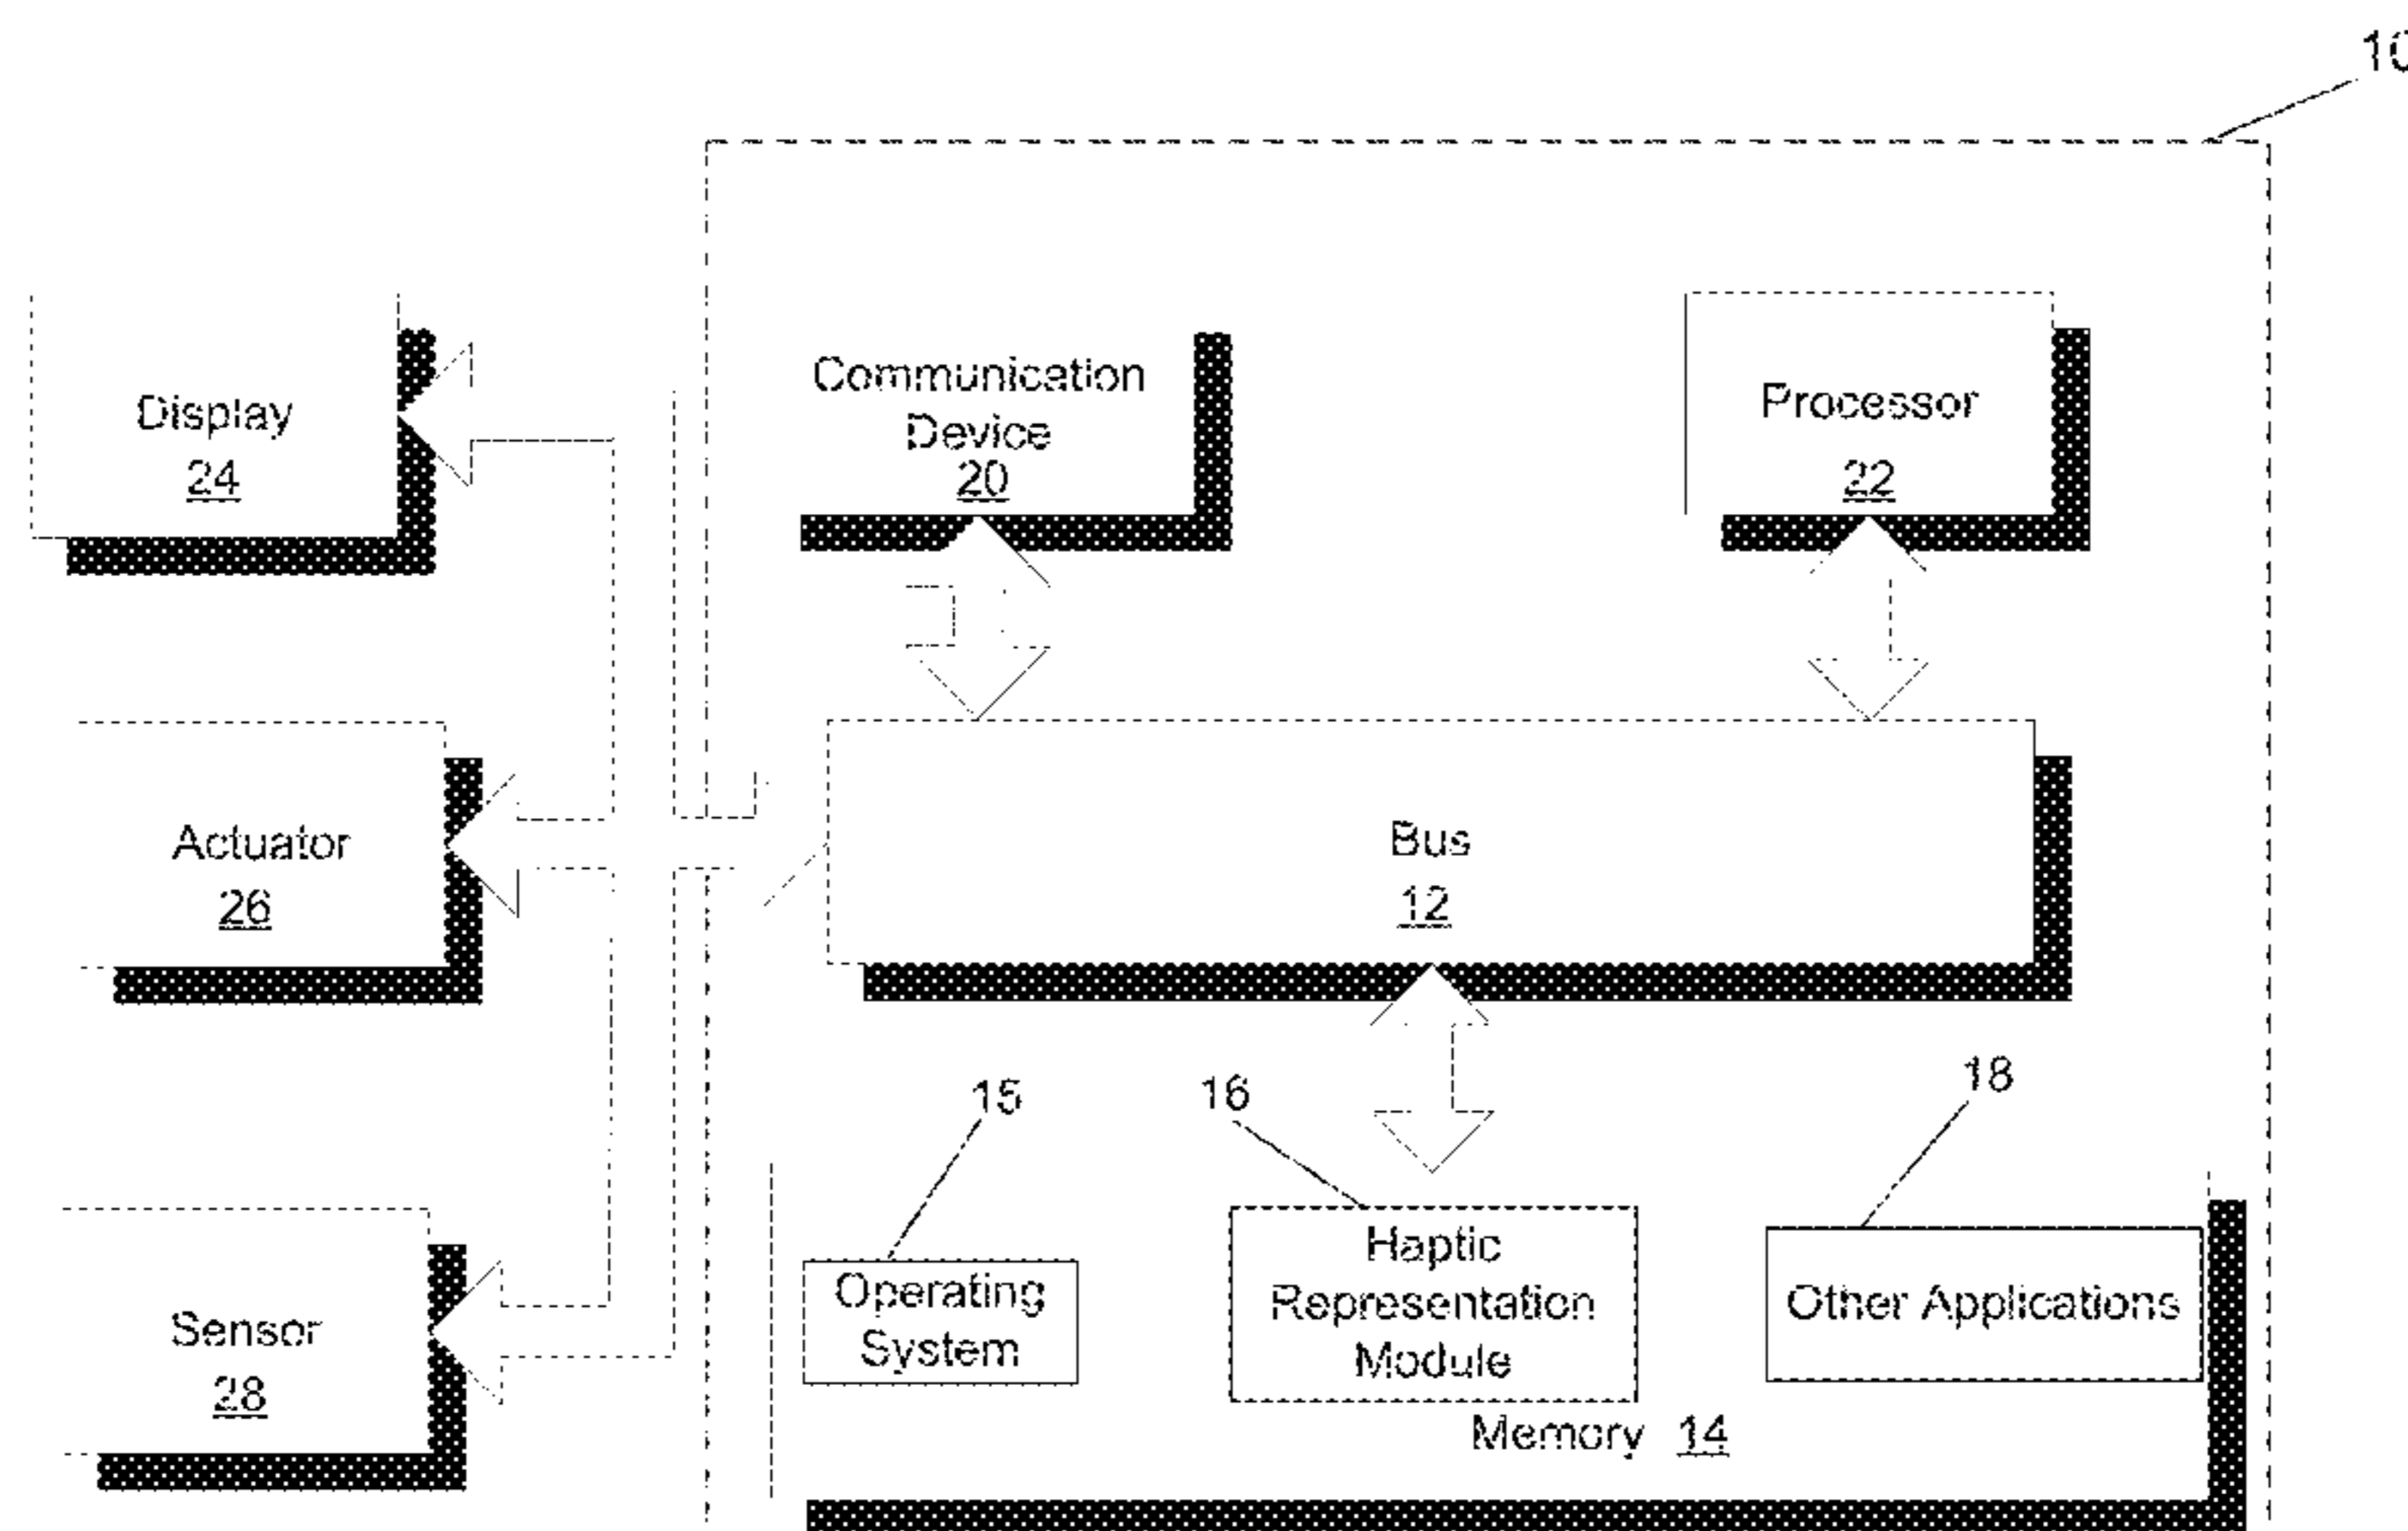 10
Display
24
Communication
Device
20
Processor
22
Actuator
26
Bus
12
15
16
18
Sensor
28
Operating
System
Haptic
Representation
Module
Other Applications
Memory 14